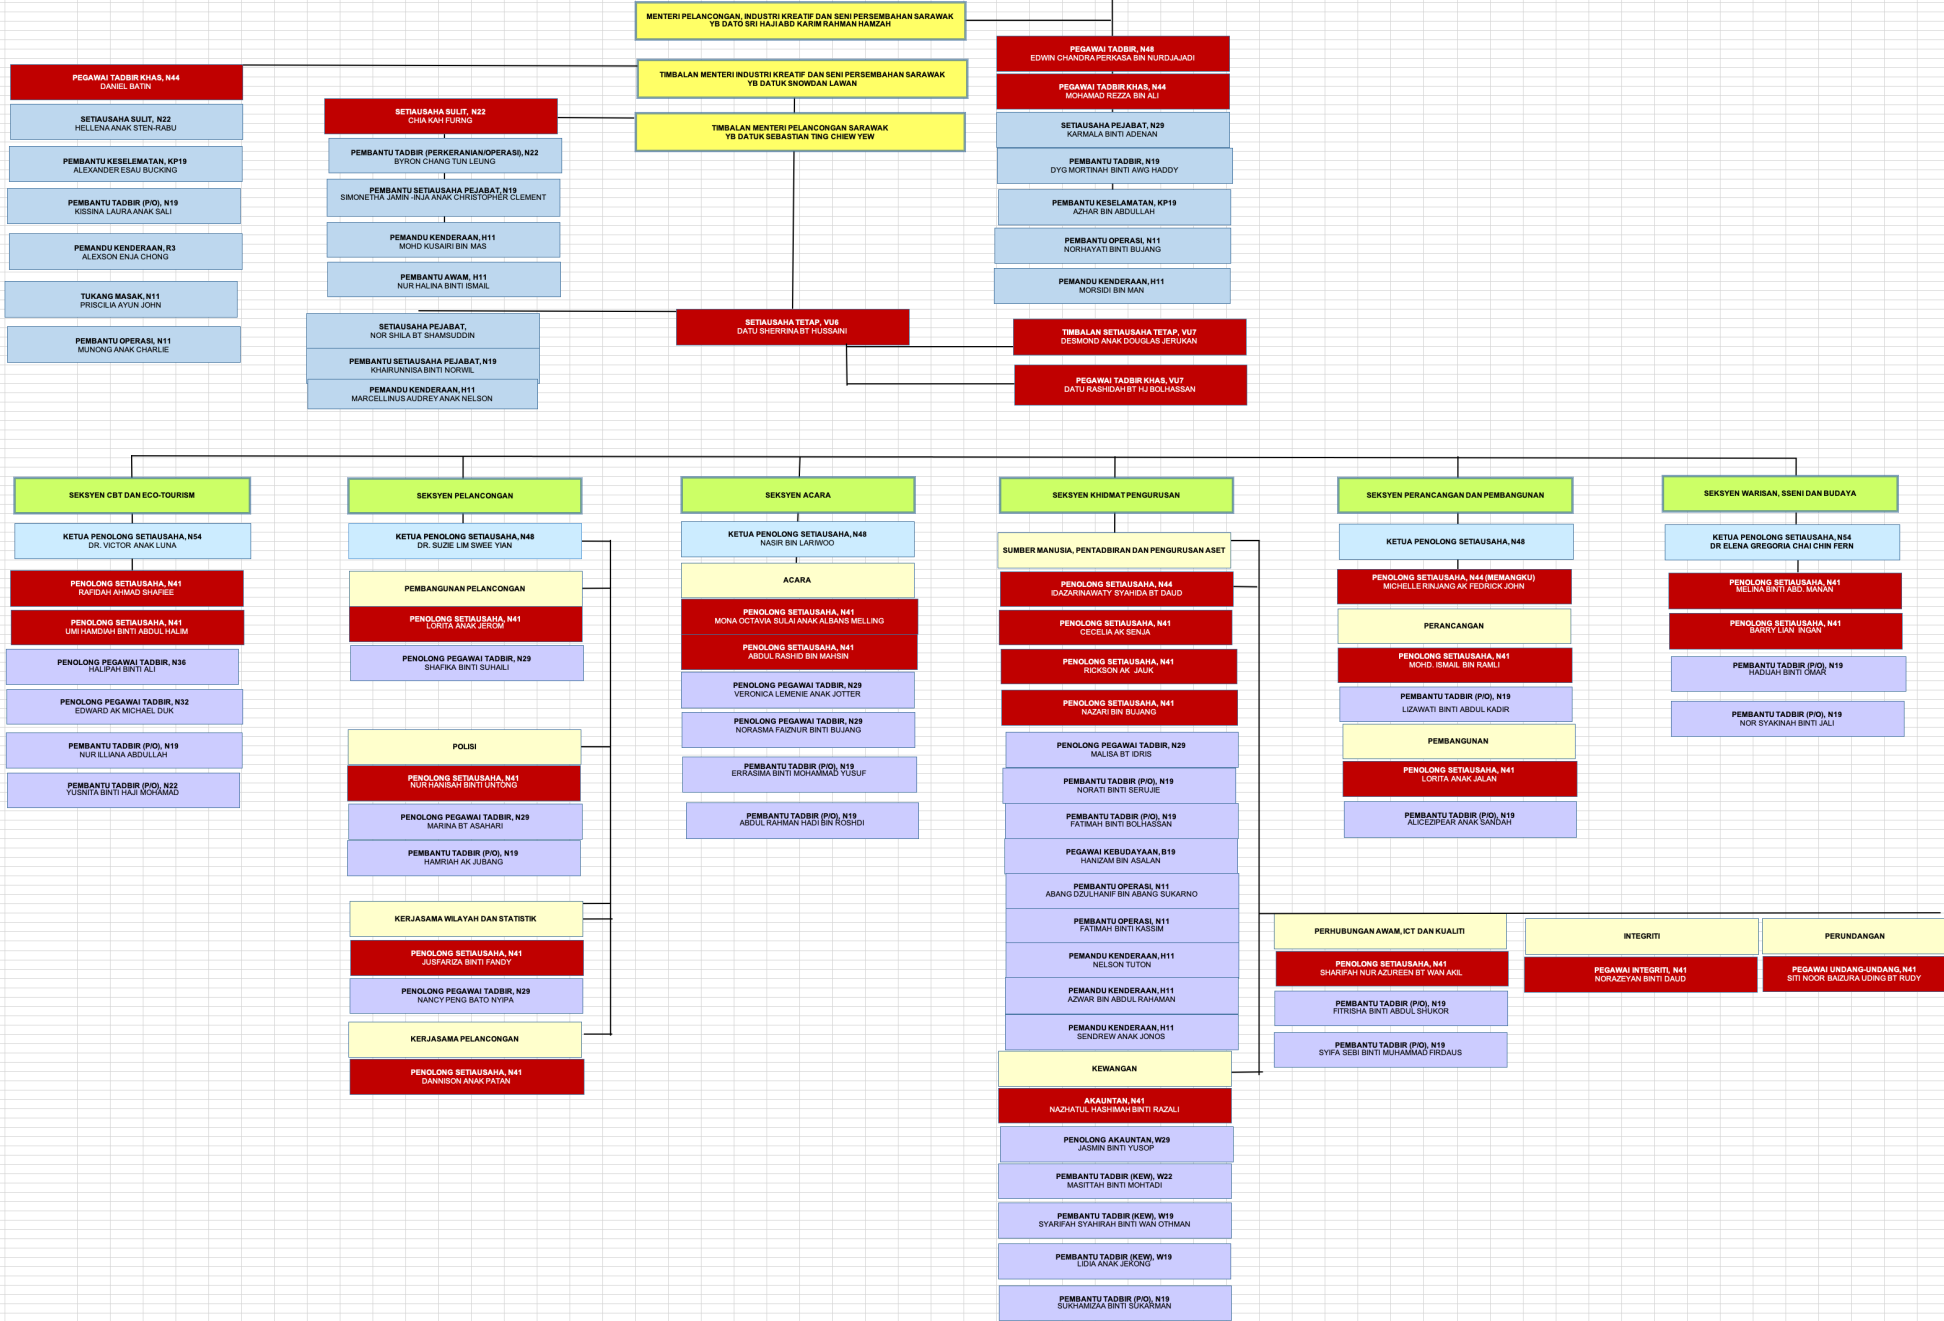 MENTERI PELANCONGAN, INDUSTRI KREATIF DAN SENI PERSEMBAHAN SARAWAK
YB DATO SRI HAJI ABD KARIM RAHMAN HAMZAH
TIMBALAN MENTERI INDUSTRI KREATIF DAN SENI PERSEMBAHAN SARAWAK
YB DATUK SNOWDAN LAWAN
TIMBALAN MENTERI PELANCONGAN SARAWAK
YB DATUK SEBASTIAN TING CHIEW YEW
PEGAWAI TADBIR KHAS, N44
DANIEL BATIN
SETIAUSAHA SULIT, N22
HELLENA ANAK STEN-RABU
PEMBANTU KESELEMATAN, KP19
ALEXANDER ESAU BUCKING
PEMBANTU TADBIR (P/O), N19
KISSINA LAURA ANAK SALI
PEMANDU KENDERAAN, R3
ALEXSON ENJA CHONG
TUKANG MASAK, N11
PRISCILIA AYUN JOHN
PEMBANTU OPERASI, N11
MUNONG ANAK CHARLIE
SETIAUSAHA SULIT, N22
CHIA KAH FURNG
PEMBANTU TADBIR (PERKERANIAN/OPERASI), N22
BYRON CHANG TUN LEUNG
PEMBANTU SETIAUSAHA PEJABAT, N19
SIMONETHA JAMIN -INJA ANAK CHRISTOPHER CLEMENT
PEMANDU KENDERAAN, H11
MOHD KUSAIRI BIN MAS
PEMBANTU AWAM, H11
NUR HALINA BINTI ISMAIL
SETIAUSAHA PEJABAT,
NOR SHILA BT SHAMSUDDIN
PEMBANTU SETIAUSAHA PEJABAT, N19
KHAIRUNNISA BINTI NORWIL
PEMANDU KENDERAAN, H11
MARCELLINUS AUDREY ANAK NELSON
PEGAWAI TADBIR, N48
EDWIN CHANDRA PERKASA BIN NURDJAJADI
PEGAWAI TADBIR KHAS, N44
MOHAMAD REZZA BIN ALI
SETIAUSAHA PEJABAT, N29
KARMALA BINTI ADENAN
PEMBANTU TADBIR, N19
DYG MORTINAH BINTI AWG HADDY
PEMBANTU KESELAMATAN, KP19
AZHAR BIN ABDULLAH
PEMBANTU OPERASI, N11
NORHAYATI BINTI BUJANG
PEMANDU KENDERAAN, H11
MORSIDI BIN MAN
SETIAUSAHA TETAP, VU6
DATU SHERRINA BT HUSSAINI
TIMBALAN SETIAUSAHA TETAP, VU7
DESMOND ANAK DOUGLAS JERUKAN
PEGAWAI TADBIR KHAS, VU7
DATU RASHIDAH BT HJ BOLHASSAN
SEKSYEN CBT DAN ECO-TOURISM
KETUA PENOLONG SETIAUSAHA, N54
DR. VICTOR ANAK LUNA
PENOLONG SETIAUSAHA, N41
RAFIDAH AHMAD SHAFIEE
PENOLONG SETIAUSAHA, N41
UMI HAMDIAH BINTI ABDUL HALIM
PENOLONG PEGAWAI TADBIR, N36
HALIPAH BINTI ALI
PENOLONG PEGAWAI TADBIR, N32
EDWARD AK MICHAEL DUK
PEMBANTU TADBIR (P/O), N19
NUR ILLIANA ABDULLAH
PEMBANTU TADBIR (P/O), N22
YUSNITA BINTI HAJI MOHAMAD
SEKSYEN PELANCONGAN
KETUA PENOLONG SETIAUSAHA, N48
DR. SUZIE LIM SWEE YIAN
PEMBANGUNAN PELANCONGAN
PENOLONG SETIAUSAHA, N41
LORITA ANAK JEROM
PENOLONG PEGAWAI TADBIR, N29
SHAFIKA BINTI SUHAILI
POLISI
PENOLONG SETIAUSAHA, N41
NUR HANISAH BINTI UNTONG
PENOLONG PEGAWAI TADBIR, N29
MARINA BT ASAHARI
PEMBANTU TADBIR (P/O), N19
HAMRIAH AK JUBANG
KERJASAMA WILAYAH DAN STATISTIK
PENOLONG SETIAUSAHA, N41
JUSFARIZA BINTI FANDY
PENOLONG PEGAWAI TADBIR, N29
NANCY PENG BATO NYIPA
KERJASAMA PELANCONGAN
PENOLONG SETIAUSAHA, N41
DANNISON ANAK PATAN
SEKSYEN ACARA
KETUA PENOLONG SETIAUSAHA, N48
NASIR BIN LARIWOO
ACARA
PENOLONG SETIAUSAHA, N41
MONA OCTAVIA SULAI ANAK ALBANS MELLING
PENOLONG SETIAUSAHA, N41
ABDUL RASHID BIN MAHSIN
PENOLONG PEGAWAI TADBIR, N29
VERONICA LEMENIE ANAK JOTTER
PENOLONG PEGAWAI TADBIR, N29
NORASMA FAIZNUR BINTI BUJANG
PEMBANTU TADBIR (P/O), N19
ERRASIMA BINTI MOHAMMAD YUSUF
PEMBANTU TADBIR (P/O), N19
ABDUL RAHMAN HADI BIN ROSHDI
SEKSYEN KHIDMAT PENGURUSAN
SUMBER MANUSIA, PENTADBIRAN DAN PENGURUSAN ASET
PENOLONG SETIAUSAHA, N44
IDAZARINAWATY SYAHIDA BT DAUD
PENOLONG SETIAUSAHA, N41
CECELIA AK SENJA
PENOLONG SETIAUSAHA, N41
RICKSON AK JAUK
PENOLONG SETIAUSAHA, N41
NAZARI BIN BUJANG
PENOLONG PEGAWAI TADBIR, N29
MALISA BT IDRIS
PEMBANTU TADBIR (P/O), N19
NORATI BINTI SERUJIE
PEMBANTU TADBIR (P/O), N19
FATIMAH BINTI BOLHASSAN
PEGAWAI KEBUDAYAAN, B19
HANIZAM BIN ASALAN
PEMBANTU OPERASI, N11
ABANG DZULHANIF BIN ABANG SUKARNO
PEMBANTU OPERASI, N11
FATIMAH BINTI KASSIM
PEMANDU KENDERAAN, H11
NELSON TUTON
PEMANDU KENDERAAN, H11
AZWAR BIN ABDUL RAHAMAN
PEMANDU KENDERAAN, H11
SENDREW ANAK JONOS
KEWANGAN
AKAUNTAN, N41
NAZHATUL HASHIMAH BINTI RAZALI
PENOLONG AKAUNTAN, W29
JASMIN BINTI YUSOP
PEMBANTU TADBIR (KEW), W22
MASITTAH BINTI MOHTADI
PEMBANTU TADBIR (KEW), W19
SYARIFAH SYAHIRAH BINTI WAN OTHMAN
PEMBANTU TADBIR (KEW), W19
LIDIA ANAK JEKONG
PEMBANTU TADBIR (P/O), N19
SUKHAMIZAA BINTI SUKARMAN
PERHUBUNGAN AWAM, ICT DAN KUALITI
PENOLONG SETIAUSAHA, N41
SHARIFAH NUR AZUREEN BT WAN AKIL
PEMBANTU TADBIR (P/O), N19
FITRISHA BINTI ABDUL SHUKOR
PEMBANTU TADBIR (P/O), N19
SYIFA SEBI BINTI MUHAMMAD FIRDAUS
INTEGRITI
PEGAWAI INTEGRITI, N41
NORAZEYAN BINTI DAUD
PERUNDANGAN
PEGAWAI UNDANG-UNDANG, N41
SITI NOOR BAIZURA UDING BT RUDY
SEKSYEN PERANCANGAN DAN PEMBANGUNAN
KETUA PENOLONG SETIAUSAHA, N48
PENOLONG SETIAUSAHA, N44 (MEMANGKU)
MICHELLE RINJANG AK FEDRICK JOHN
PERANCANGAN
PENOLONG SETIAUSAHA, N41
MOHD. ISMAIL BIN RAMLI
PEMBANTU TADBIR (P/O), N19
LIZAWATI BINTI ABDUL KADIR
PEMBANGUNAN
PENOLONG SETIAUSAHA, N41
LORITA ANAK JALAN
PEMBANTU TADBIR (P/O), N19
ALICEZIPEAR ANAK SANDAH
SEKSYEN WARISAN, SSENI DAN BUDAYA
KETUA PENOLONG SETIAUSAHA, N54
DR ELENA GREGORIA CHAI CHIN FERN
PENOLONG SETIAUSAHA, N41
MELINA BINTI ABD. MANAN
PENOLONG SETIAUSAHA, N41
BARRY LIAN INGAN
PEMBANTU TADBIR (P/O), N19
HADIJAH BINTI OMAR
PEMBANTU TADBIR (P/O), N19
NOR SYAKINAH BINTI JALI